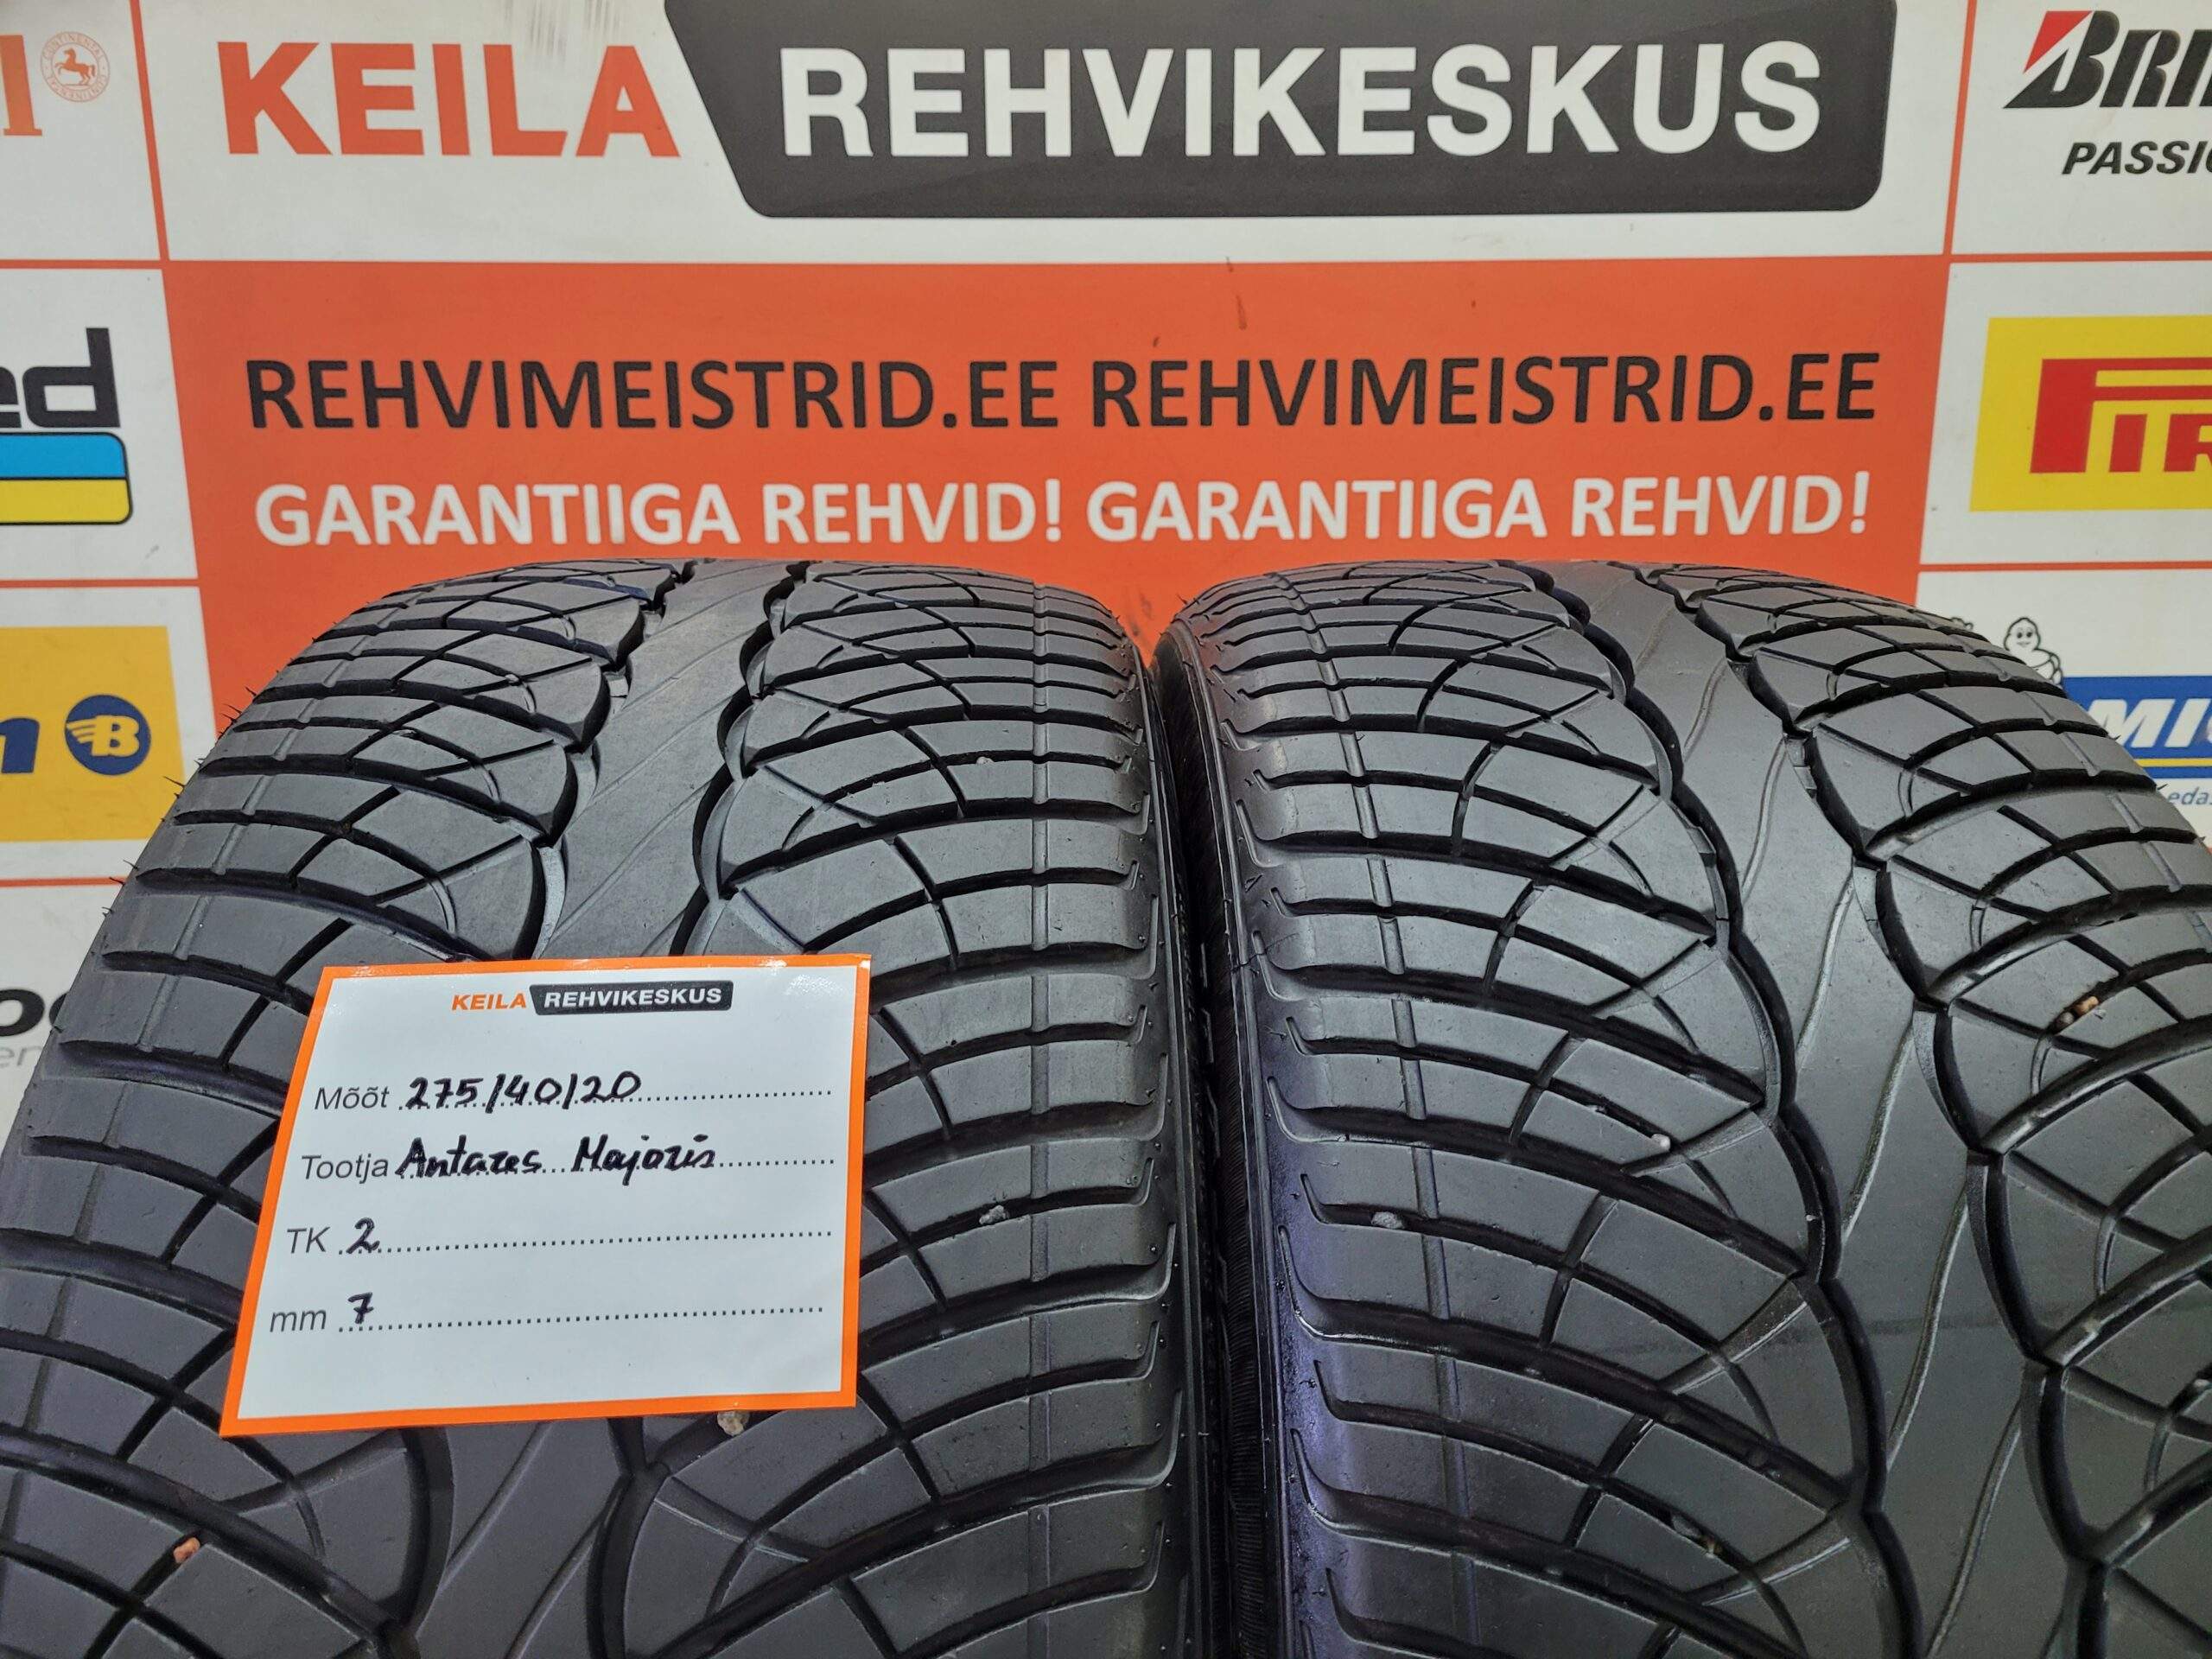 KEILA REHVIKESKUS
REHVIMEISTRID.EE REHVIMEISTRID.EE
GARANTIIGA REHVID! GARANTIIGA REHVID!
KEILA REHVIKESKUS
Mõõt 275/40/20
Tootja Antares Majoris
TK 2
mm 7